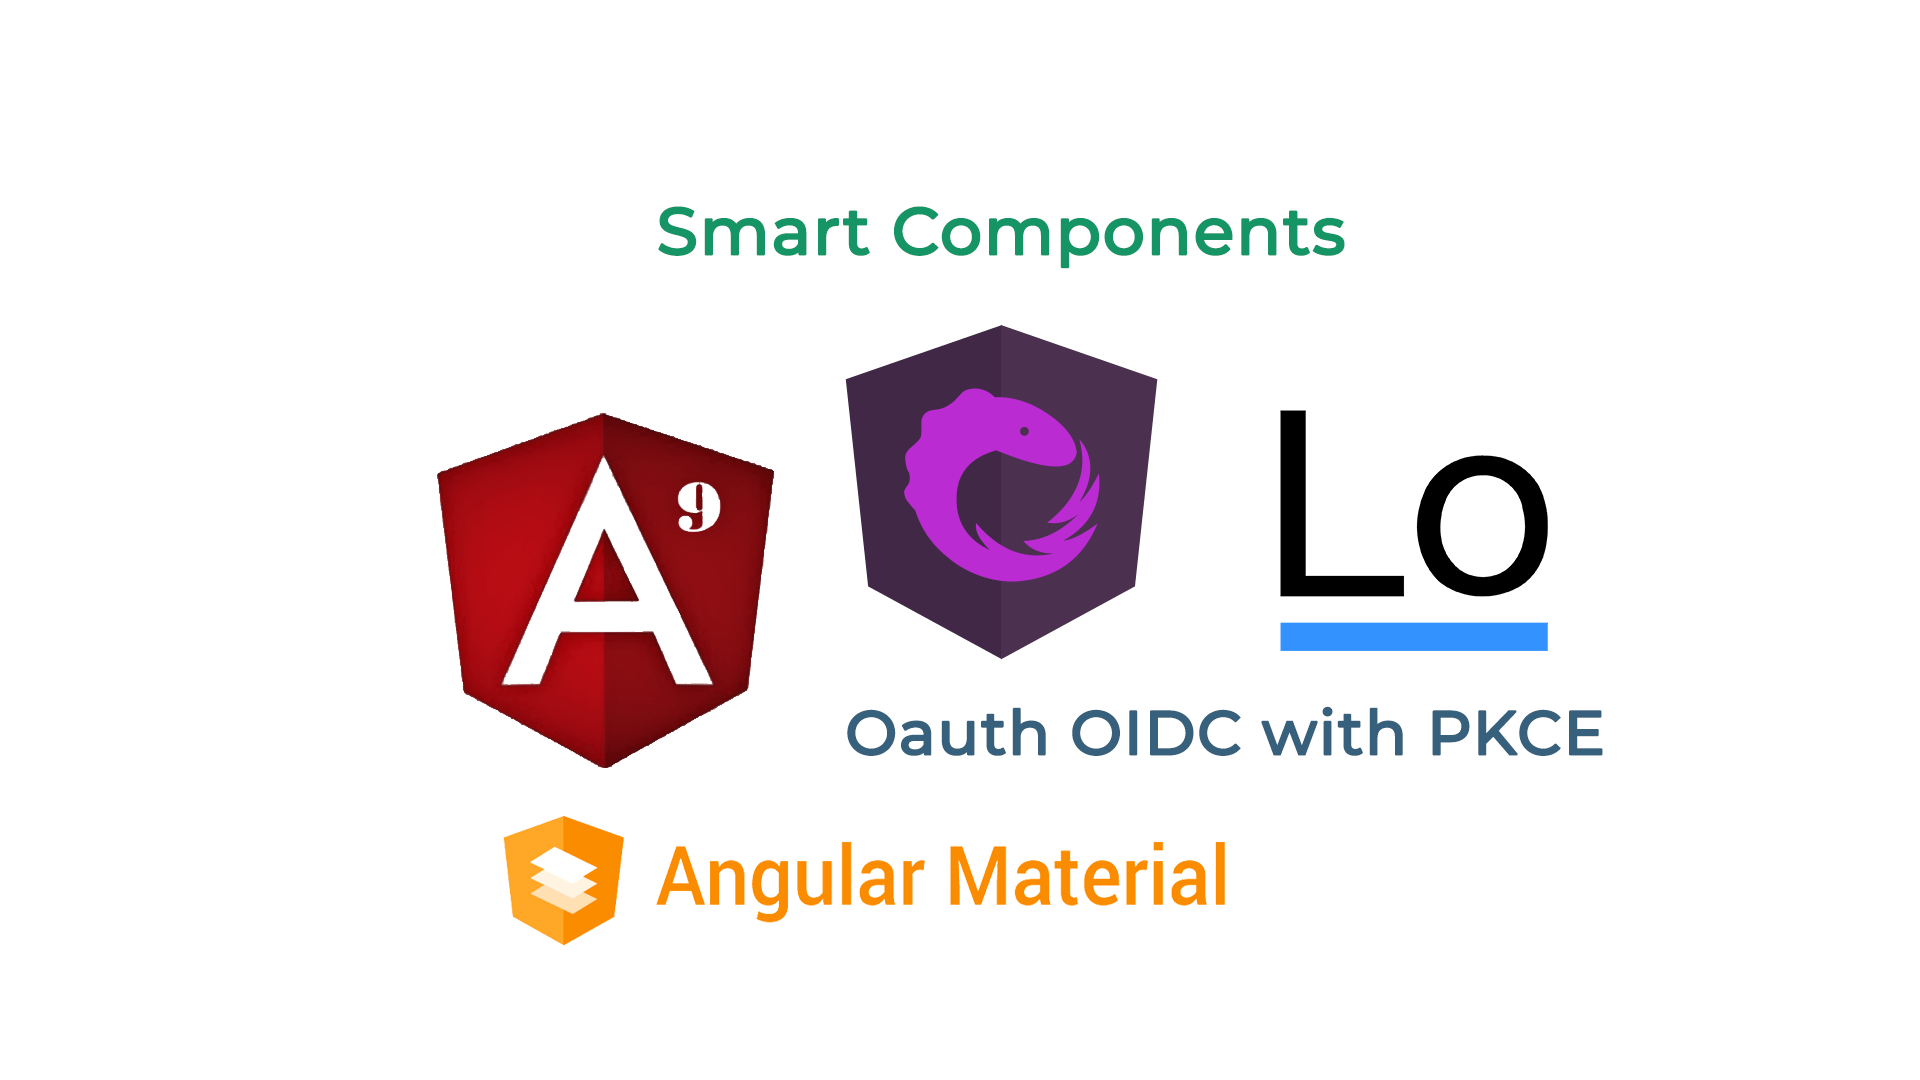 Smart Components
A 9
Lo
Oauth OIDC with PKCE
Angular Material